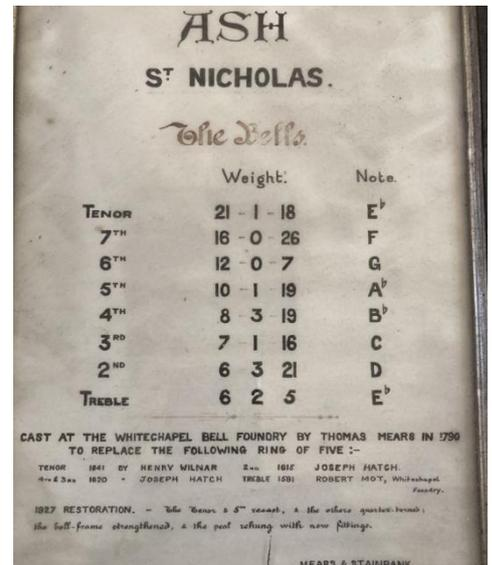 ASH
ST NICHOLAS.
The Bells.
Weight. Note.
TENOR 21 - 1 - 18 E♭
7TH 16 - 0 - 26 F
6TH 12 - 0 - 7 G
5TH 10 - 1 - 19 A♭
4TH 8 3 19 B♭
3RD 7 1 16 C
2ND 6 3 21 D
TREBLE 6 2 5 E♭
CAST AT THE WHITECHAPEL BELL FOUNDRY BY THOMAS MEARS IN 1790
TO REPLACE THE FOLLOWING RING OF FIVE :-
TENOR 1641 BY HENRY WILNAR 2ND 1615 JOSEPH HATCH.
4TH & 3RD 1620 " JOSEPH HATCH TREBLE 1581 ROBERT MOT, Whitechapel
Foundry.
1927 RESTORATION. - The Tenor & 5TH recast, & the others quarter-turned;
the bell-frame strengthened, & the peal rehung with new fittings.
MEARS & STAINBANK